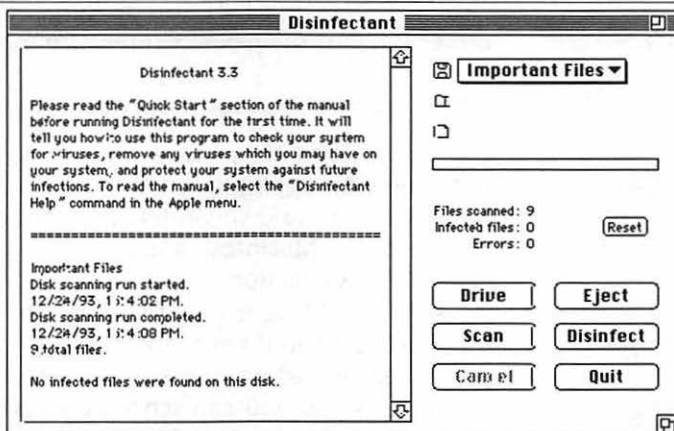 Disinfectant
Disinfectant 3.3
Please read the "Quick Start" section of the manual
before running Disinfectant for the first time. It will
tell you how to use this program to check your system
for viruses, remove any viruses which you may have on
your system, and protect your system against future
infections. To read the manual, select the "Disinfectant
Help" command in the Apple menu.
Important Files
Disk scanning run started.
12/24/93, PM.
Disk scanning run completed.
12/24/93, PM.
9 total files.
No infected files were found on this disk.
Important Files
Files scanned: 9
Infected files: 0
Errors: 0
Reset
Drive
Eject
Scan
Disinfect
Cancel
Quit